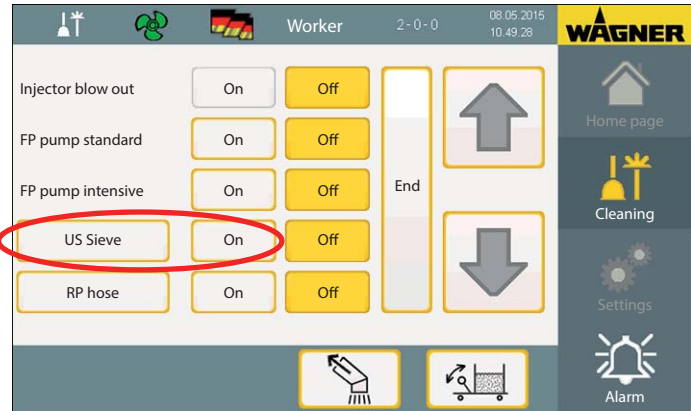 Worker
2-0-0
08.05.2015
10.49.28
WAGNER
Injector blow out On Off
FP pump standard On Off
FP pump intensive On Off
US Sieve On Off
RP hose On Off
End
Home page
Cleaning
Settings
Alarm